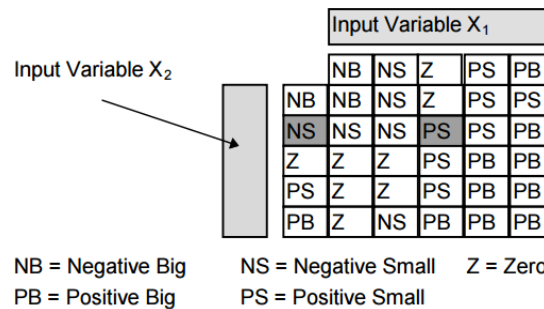 Input Variable X₁
Input Variable X₂
NB NS Z PS PB
NB NB NS Z PS PS
NS NS NS PS PS PB
Z Z Z PS PB PB
PS Z Z PS PB PB
PB Z NS PB PB PB
NB = Negative Big NS = Negative Small Z = Zero
PB = Positive Big PS = Positive Small